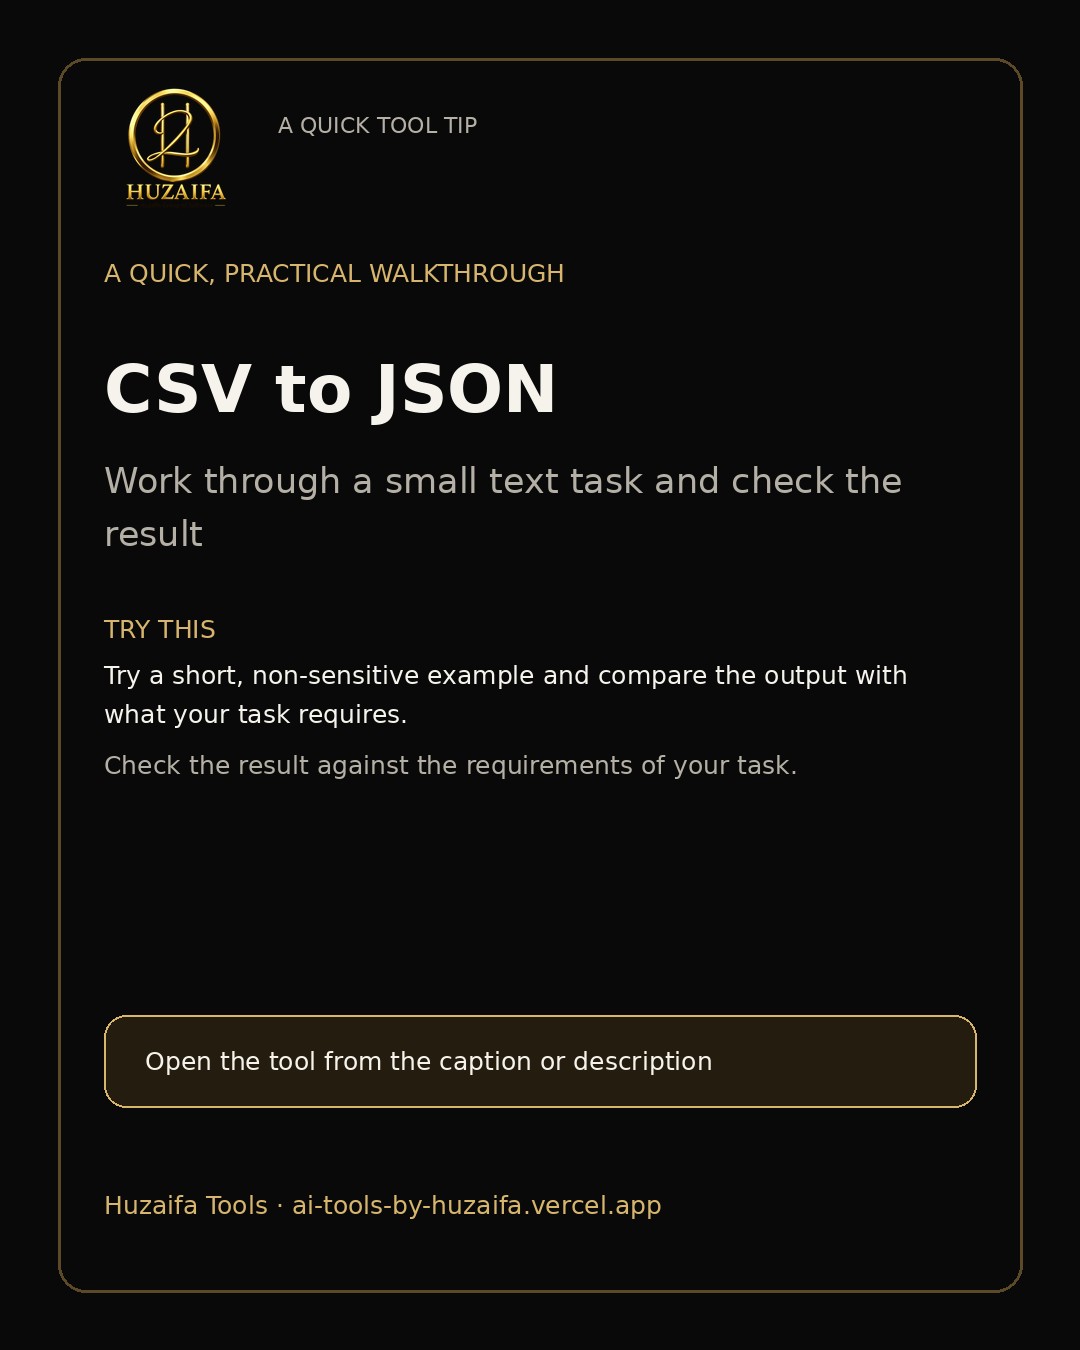 HUZAIFA
A QUICK TOOL TIP
A QUICK, PRACTICAL WALKTHROUGH
CSV to JSON
Work through a small text task and check the
result
TRY THIS
Try a short, non-sensitive example and compare the output with
what your task requires.
Check the result against the requirements of your task.
Open the tool from the caption or description
Huzaifa Tools · ai-tools-by-huzaifa.vercel.app